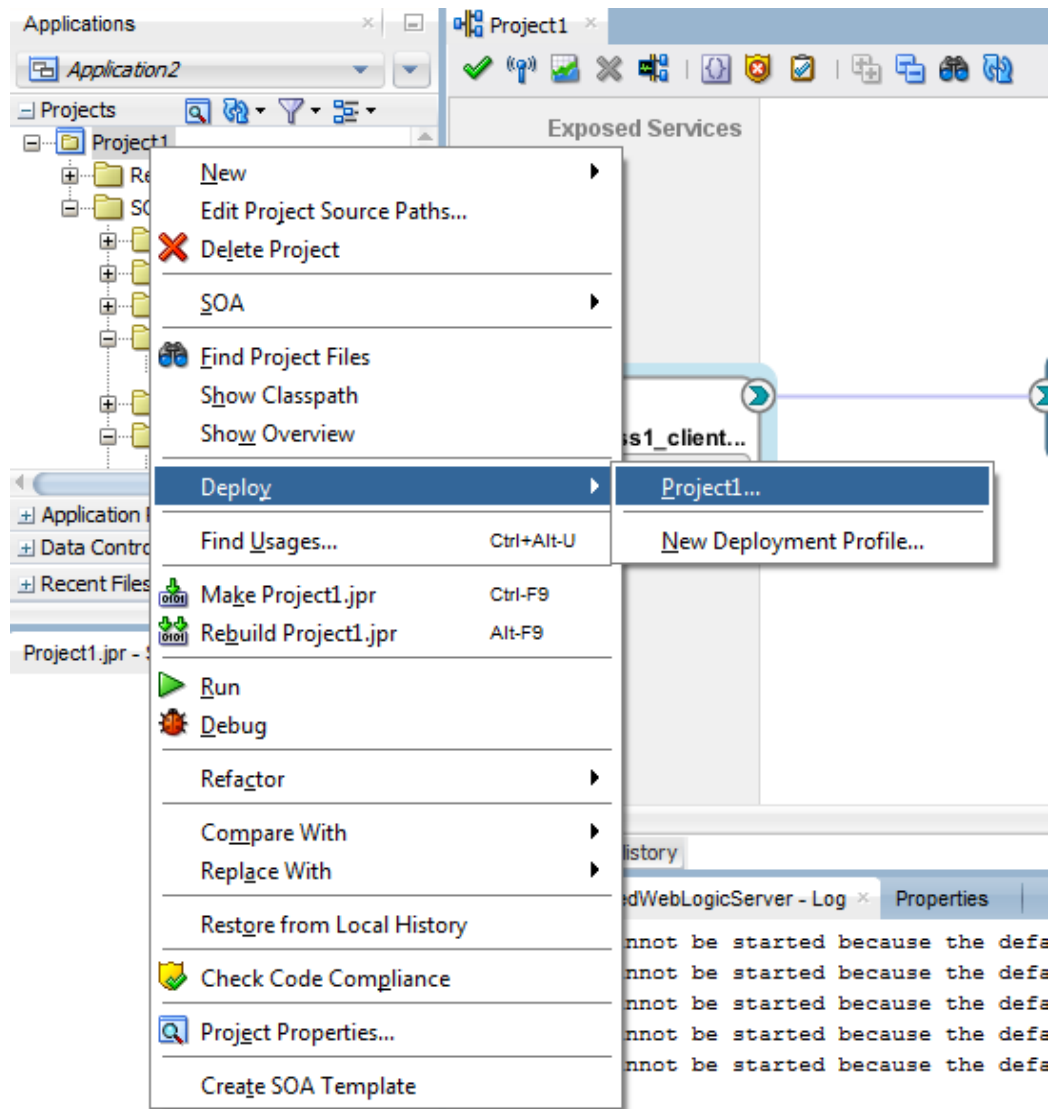 Applications
Project1
Application2
Projects
Exposed Services
Project1
New
Edit Project Source Paths...
Delete Project
SOA
Find Project Files
Show Classpath
Show Overview
ss1_client...
Deploy
Project1...
Application
Find Usages... Ctrl+Alt-U
New Deployment Profile...
Data Contro
Recent Files
Make Project1.jpr Ctrl-F9
Rebuild Project1.jpr Alt-F9
Project1.jpr -
Run
Debug
Refactor
Compare With
listory
Replace With
edWebLogicServer - Log Properties
Restore from Local History
nnot be started because the defa
Check Code Compliance
nnot be started because the defa
nnot be started because the defa
Project Properties...
nnot be started because the defa
nnot be started because the defa
Create SOA Template